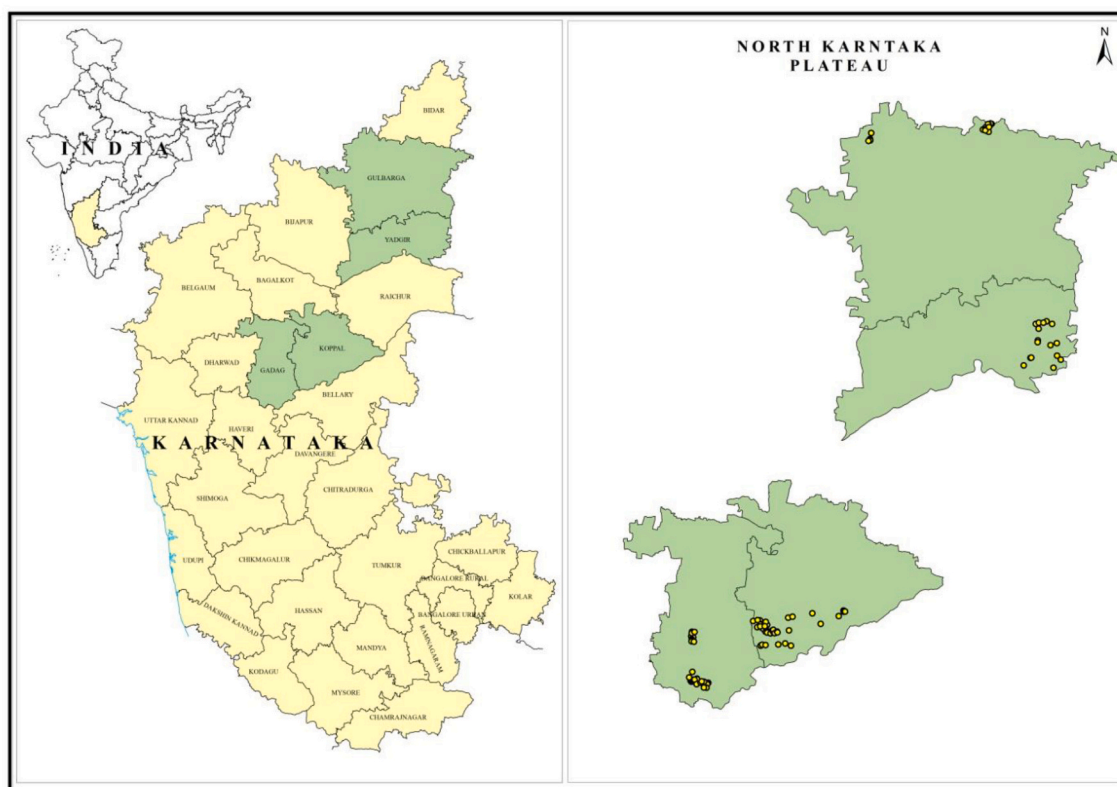 INDIA
BIDAR
GULBARGA
BIJAPUR
YADGIR
BAGALKOT
BELGAUM
RAICHUR
KOPPAL
DHARWAD
GADAG
BELLARY
UTTAR KANNAD
HAVERI
KARNATAKA
DAVANGERE
SHIMOGA
CHITRADURGA
UDUPI
CHIKMAGALUR
TUMKUR
CHICKBALLAPUR
BANGALORE RURAL
KOLAR
DAKSHIN KANNAD
HASSAN
BANGALORE URBAN
RAMNAGARAM
MANDYA
KODAGU
MYSORE
CHAMRAJNAGAR
NORTH KARNTAKA
PLATEAU
N